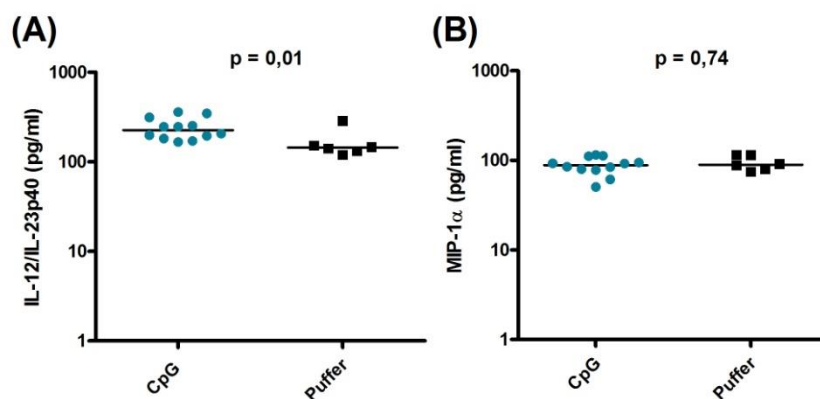 (A)
p = 0,01
IL-12/IL-23p40 (pg/ml)
1000
100
10
1
CpG
Puffer
(B)
p = 0,74
MIP-1α (pg/ml)
1000
100
10
1
CpG
Puffer